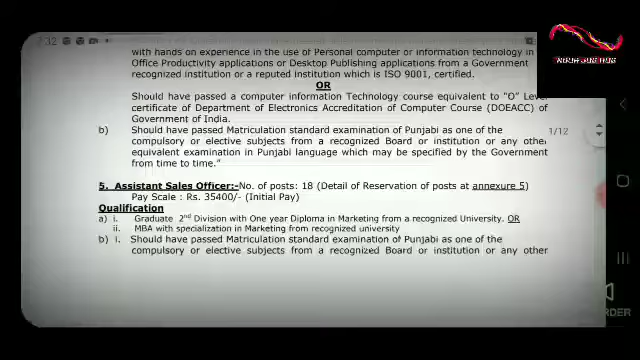 7:32
with hands on experience in the use of Personal computer or information technology in
Office Productivity applications or Desktop Publishing applications from a Government
recognized institution or a reputed institution which is ISO 9001, certified.
OR
Should have passed a computer information Technology course equivalent to "O" Level
certificate of Department of Electronics Accreditation of Computer Course (DOEACC) of
Government of India.
b) Should have passed Matriculation standard examination of Punjabi as one of the
1/12
compulsory or elective subjects from a recognized Board or institution or any other
equivalent examination in Punjabi language which may be specified by the Government
from time to time."
5. Assistant Sales Officer:-No. of posts: 18 (Detail of Reservation of posts at annexure 5)
Pay Scale : Rs. 35400/- (Initial Pay)
Qualification
a) i. Graduate 2nd Division with One year Diploma in Marketing from a recognized University. OR
ii. MBA with specialization in Marketing from recognized university
b) i. Should have passed Matriculation standard examination of Punjabi as one of the
compulsory or elective subjects from a recognized Board or institution or any other